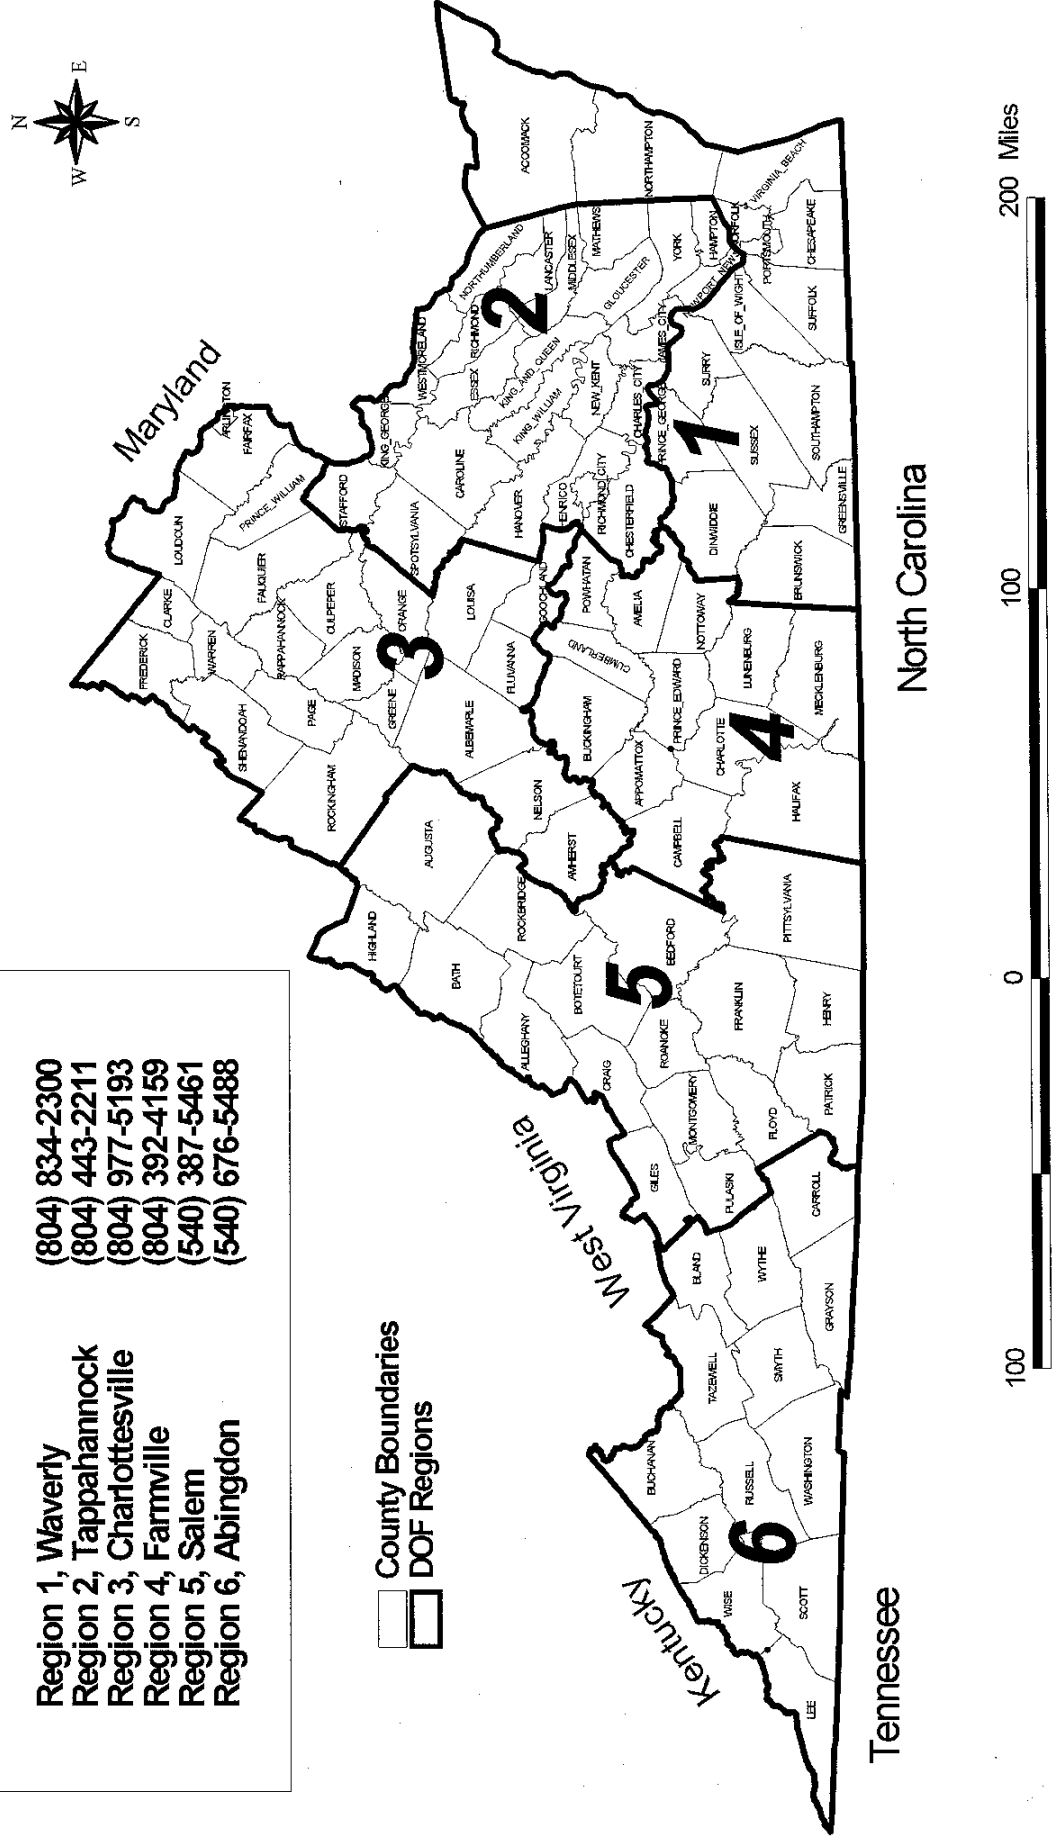 Region 1, Waverly (804) 834-2300
Region 2, Tappahannock (804) 443-2211
Region 3, Charlottesville (804) 977-5193
Region 4, Farmville (804) 392-4159
Region 5, Salem (540) 387-5461
Region 6, Abingdon (540) 676-5488
County Boundaries
DOF Regions
N
W
E
S
Maryland
West Virginia
Kentucky
Tennessee
North Carolina
1
2
3
4
5
6
FREDERICK
CLARKE
LOUDOUN
WARREN
SHENANDOAH
FAUQUIER
PRINCE_WILLIAM
FAIRFAX
ARLINGTON
RAPPAHANNOCK
PAGE
CULPEPER
MADISON
ROCKINGHAM
GREENE
ORANGE
ALBEMARLE
LOUISA
FLUVANNA
GOOCHLAND
NELSON
AMHERST
STAFFORD
KING_GEORGE
SPOTSYLVANIA
CAROLINE
WESTMORELAND
NORTHUMBERLAND
RICHMOND
ESSEX
LANCASTER
KING_AND_QUEEN
KING_WILLIAM
MIDDLESEX
MATHEWS
GLOUCESTER
HANOVER
NEW_KENT
HENRICO
RICHMOND_CITY
CHARLES_CITY
JAMES_CITY
YORK
CHESTERFIELD
NEWPORT_NEWS
HAMPTON
ACCOMACK
NORTHAMPTON
PRINCE_GEORGE
SURRY
ISLE_OF_WIGHT
NORFOLK
PORTSMOUTH
VIRGINIA_BEACH
CHESAPEAKE
SUFFOLK
SUSSEX
SOUTHAMPTON
DINWIDDIE
GREENSVILLE
BRUNSWICK
POWHATAN
CUMBERLAND
BUCKINGHAM
AMELIA
NOTTOWAY
PRINCE_EDWARD
APPOMATTOX
CAMPBELL
CHARLOTTE
LUNENBURG
MECKLENBURG
HALIFAX
HIGHLAND
AUGUSTA
BATH
ROCKBRIDGE
ALLEGHANY
BOTETOURT
CRAIG
BEDFORD
ROANOKE
GILES
MONTGOMERY
PULASKI
FLOYD
FRANKLIN
PITTSYLVANIA
HENRY
PATRICK
BLAND
WYTHE
CARROLL
GRAYSON
TAZEWELL
SMYTH
BUCHANAN
RUSSELL
WASHINGTON
DICKENSON
WISE
SCOTT
LEE
100 0 100 200 Miles